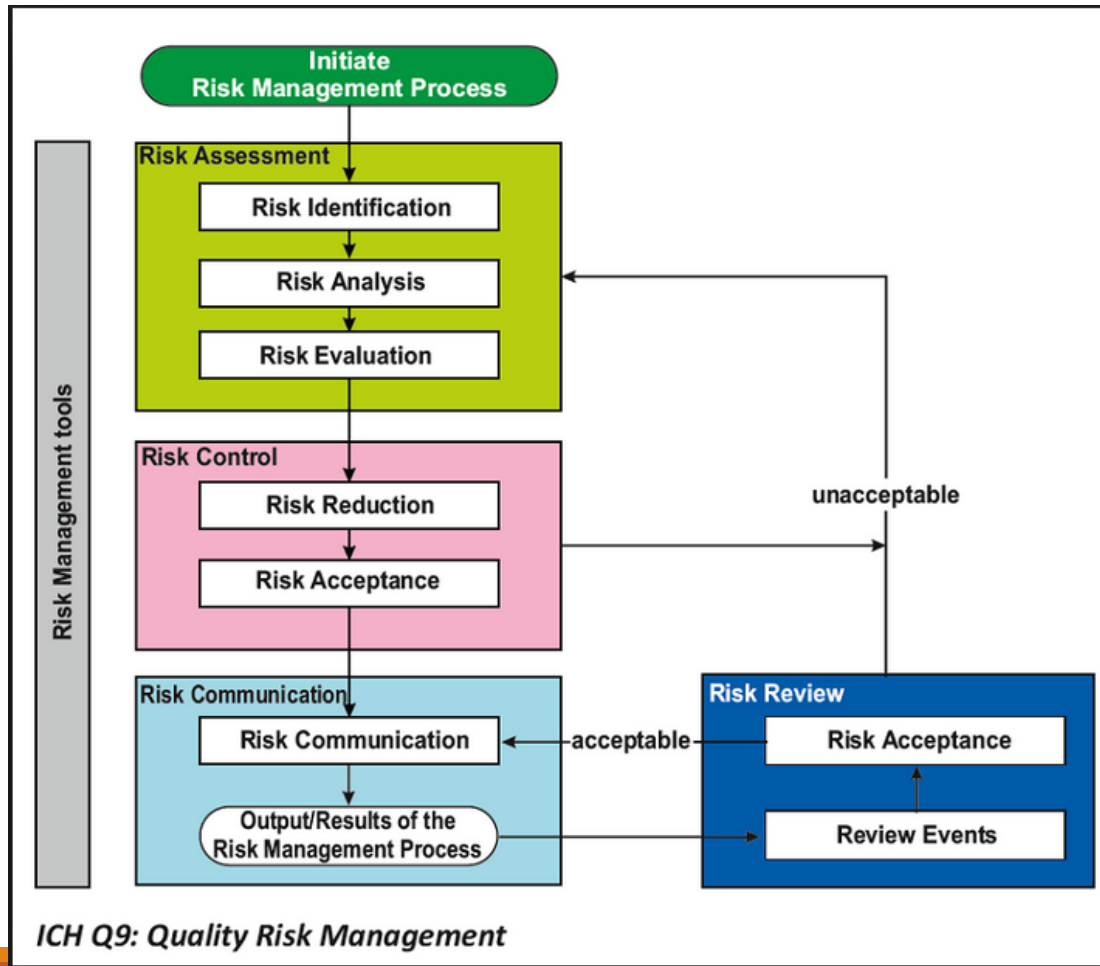 Initiate
Risk Management Process
Risk Management tools
Risk Assessment
Risk Identification
Risk Analysis
Risk Evaluation
Risk Control
Risk Reduction
Risk Acceptance
unacceptable
Risk Communication
Risk Communication
Output/Results of the
Risk Management Process
acceptable
Risk Review
Risk Acceptance
Review Events
ICH Q9: Quality Risk Management